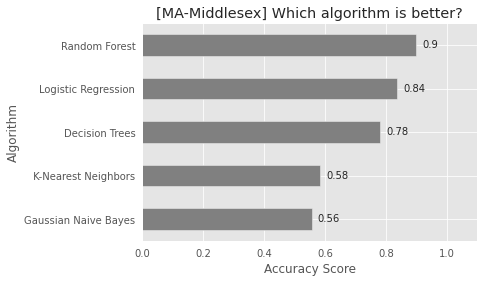 [MA-Middlesex] Which algorithm is better?
Random Forest 0.9
Logistic Regression 0.84
Decision Trees 0.78
K-Nearest Neighbors 0.58
Gaussian Naive Bayes 0.56
Algorithm
0.0 0.2 0.4 0.6 0.8 1.0
Accuracy Score